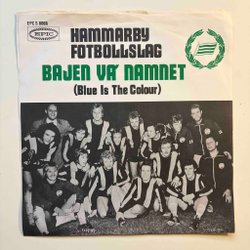 EPIC
HAMMARBY
FOTBOLLSLAG
BAJEN VA' NAMNET
(Blue Is The Colour)